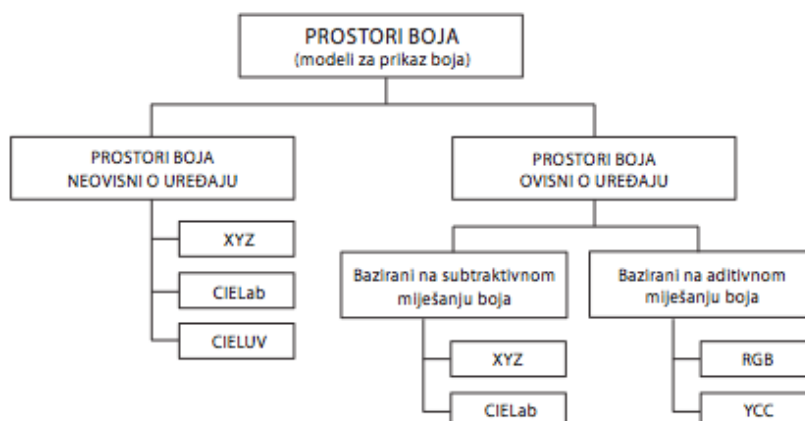 PROSTORI BOJA
(modeli za prikaz boja)
PROSTORI BOJA
NEOVISNI O UREĐAJU
XYZ
CIELab
CIELUV
PROSTORI BOJA
OVISNI O UREĐAJU
Bazirani na subtraktivnom
miješanju boja
XYZ
CIELab
Bazirani na aditivnom
miješanju boja
RGB
YCC